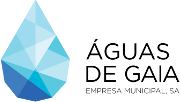 ÁGUAS
DE GAIA
EMPRESA MUNICIPAL, SA